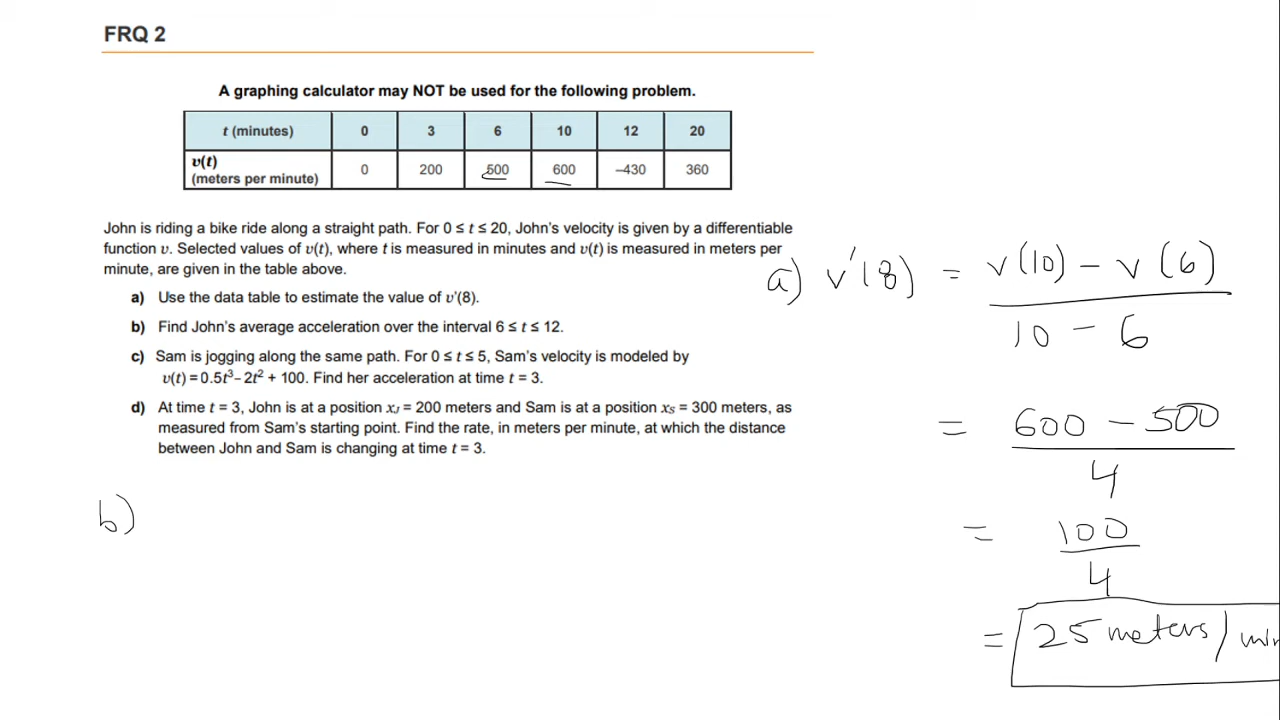 FRQ 2
A graphing calculator may NOT be used for the following problem.
t (minutes) 0 3 6 10 12 20
v(t) (meters per minute) 0 200 500 600 –430 360
John is riding a bike ride along a straight path. For 0 ≤ t ≤ 20, John's velocity is given by a differentiable
function v. Selected values of v(t), where t is measured in minutes and v(t) is measured in meters per
minute, are given in the table above.
a) Use the data table to estimate the value of v'(8).
b) Find John's average acceleration over the interval 6 ≤ t ≤ 12.
c) Sam is jogging along the same path. For 0 ≤ t ≤ 5, Sam's velocity is modeled by
v(t) = 0.5t³– 2t² + 100. Find her acceleration at time t = 3.
d) At time t = 3, John is at a position xJ = 200 meters and Sam is at a position xS = 300 meters, as
measured from Sam's starting point. Find the rate, in meters per minute, at which the distance
between John and Sam is changing at time t = 3.
b)
a) v'(8) = v(10) – v(6)
10 – 6
= 600 – 500
4
= 100
4
= 25 meters/min